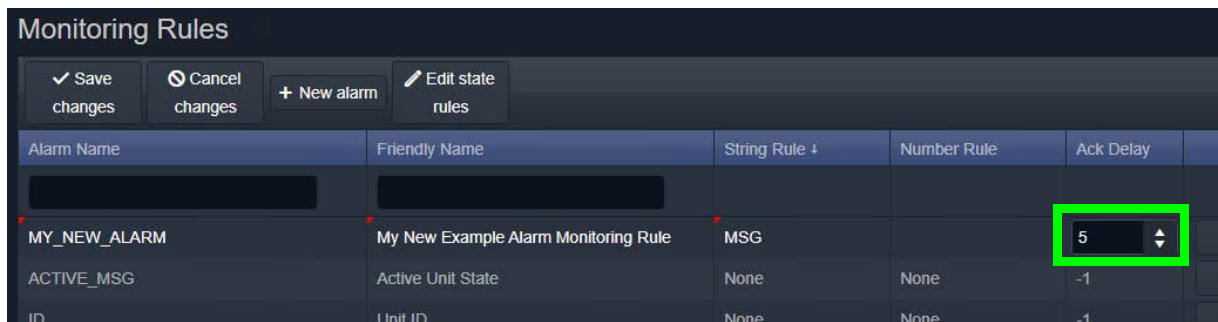 Monitoring Rules
Save changes
Cancel changes
+ New alarm
Edit state rules
Alarm Name Friendly Name String Rule ↓ Number Rule Ack Delay
MY_NEW_ALARM My New Example Alarm Monitoring Rule MSG 5
ACTIVE_MSG Active Unit State None None -1
ID Unit ID None None -1